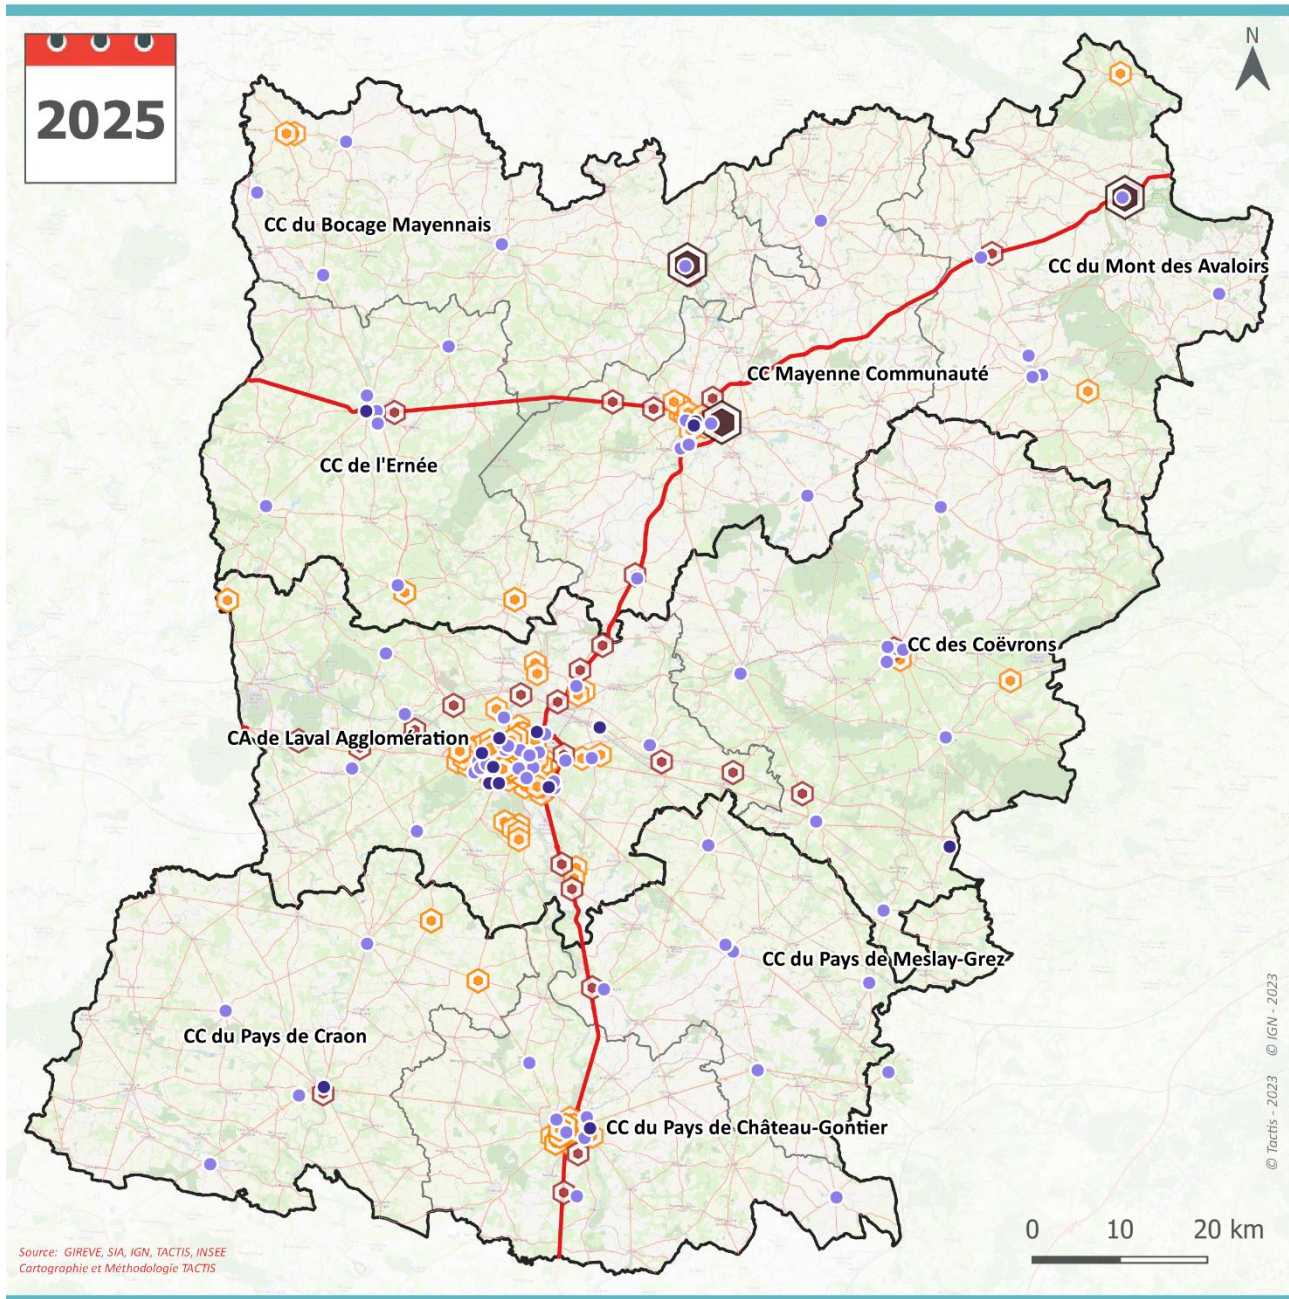 2025
N
CC du Bocage Mayennais
CC du Mont des Avaloirs
CC Mayenne Communauté
CC de l'Ernée
CC des Coëvrons
CA de Laval Agglomération
CC du Pays de Meslay-Grez
CC du Pays de Craon
CC du Pays de Château-Gontier
© Tactis - 2023 © IGN - 2023
0 10 20 km
Source: GIREVE, SIA, IGN, TACTIS, INSEE
Cartographie et Méthodologie TACTIS